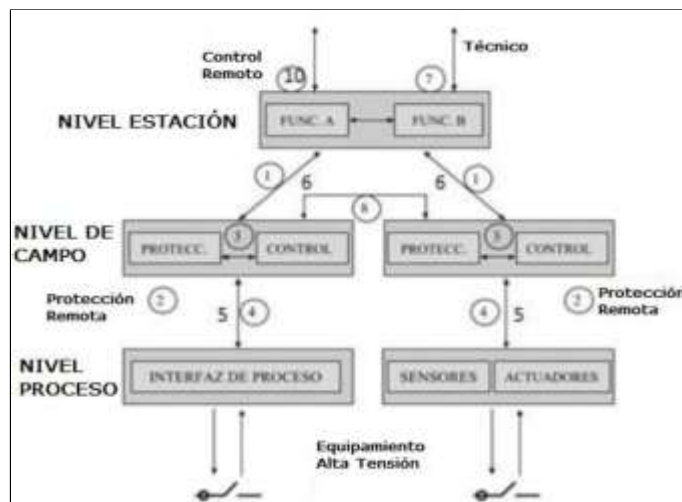 Control
Remoto
Técnico
10
7
NIVEL ESTACIÓN
FUNC. A
FUNC. B
1
6
6
1
8
NIVEL DE
CAMPO
3
PROTECC.
CONTROL
PROTECC.
CONTROL
Protección
Remota
2
5
4
4
5
2
Protección
Remota
NIVEL
PROCESO
INTERFAZ DE PROCESO
SENSORES
ACTUADORES
Equipamiento
Alta Tensión